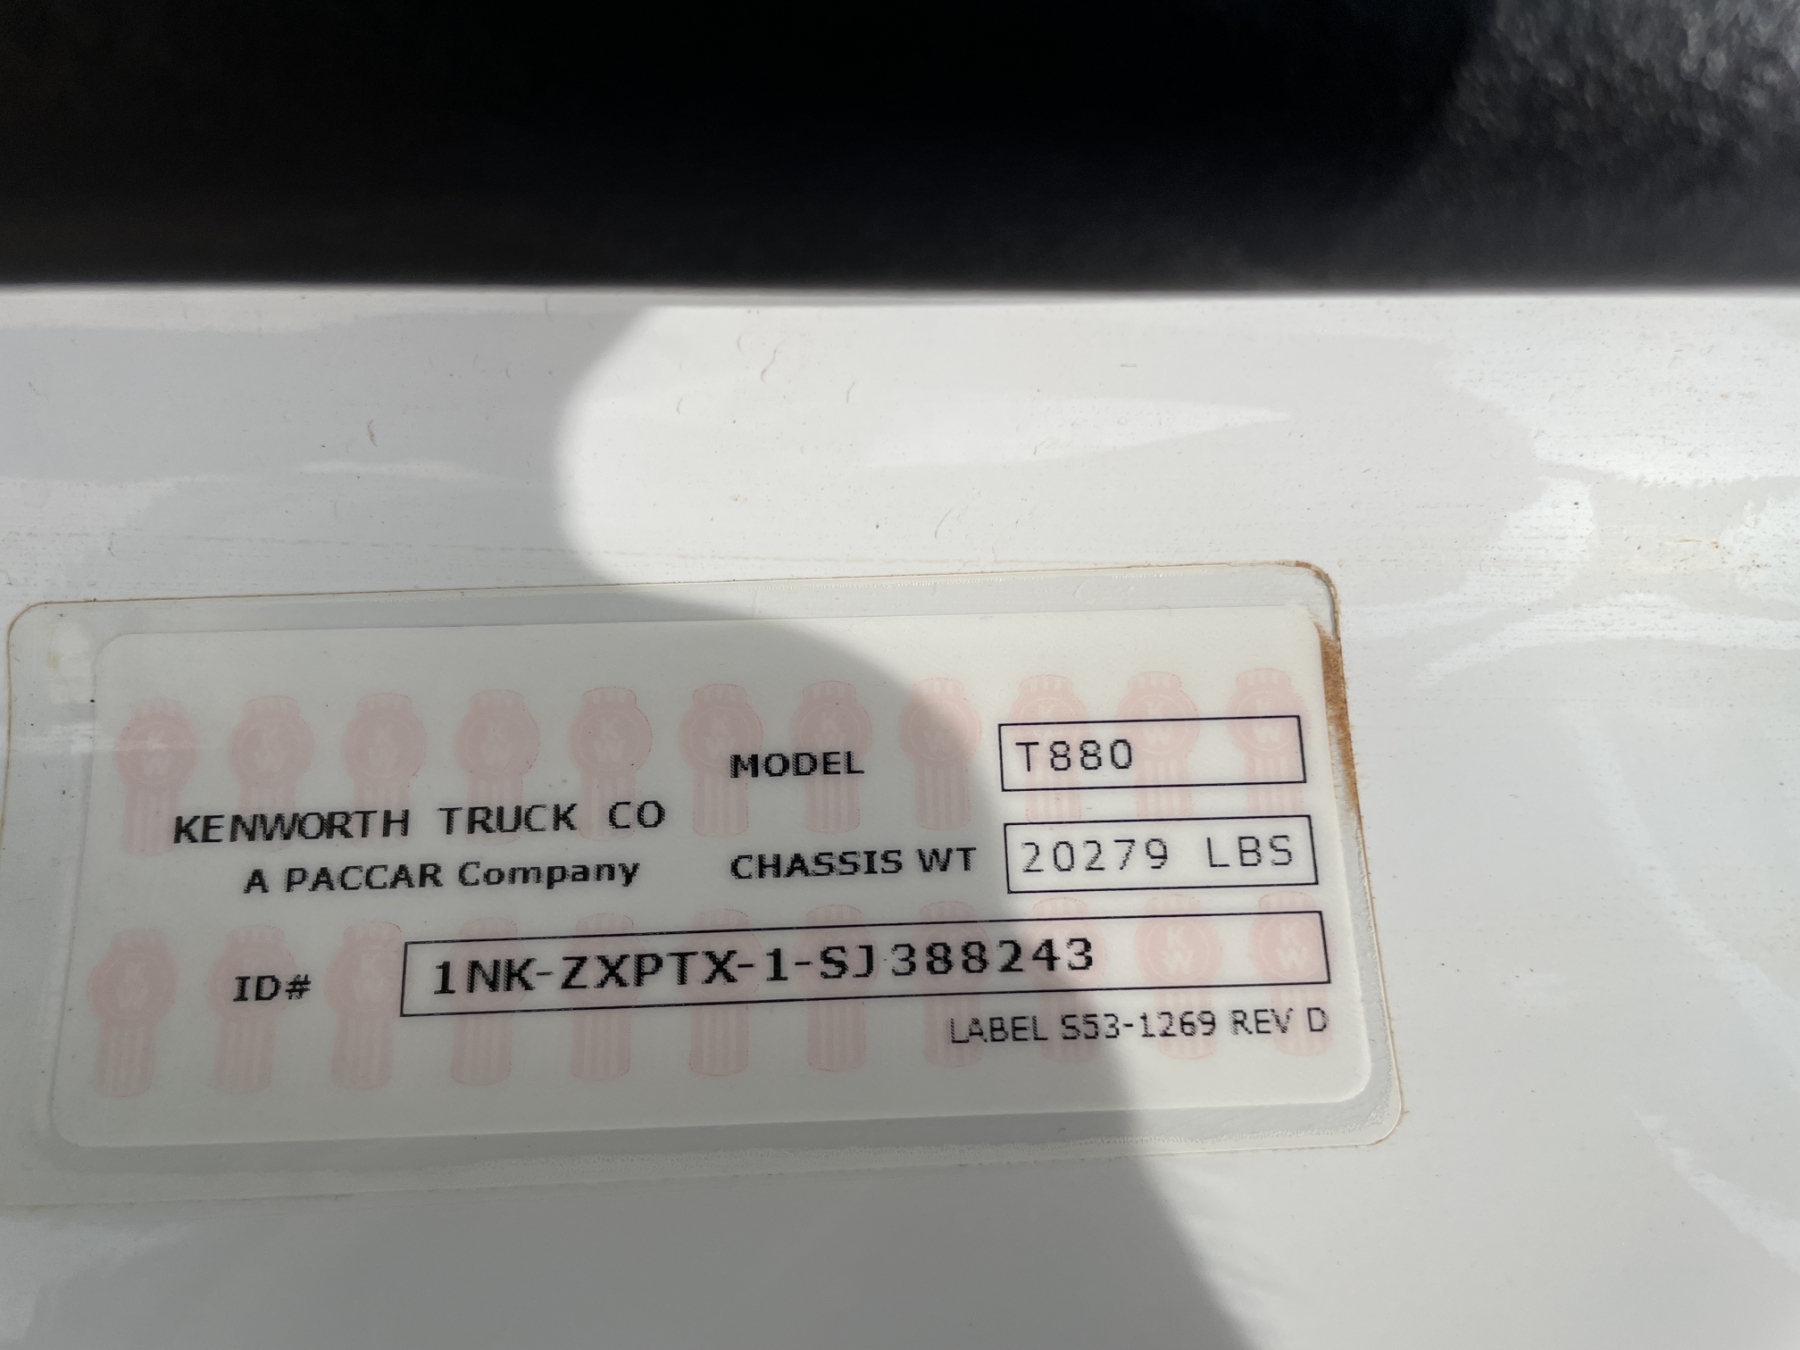 MODEL T880
KENWORTH TRUCK CO
A PACCAR Company
CHASSIS WT 20279 LBS
ID# 1NK-ZXPTX-1-SJ388243
LABEL S53-1269 REV D